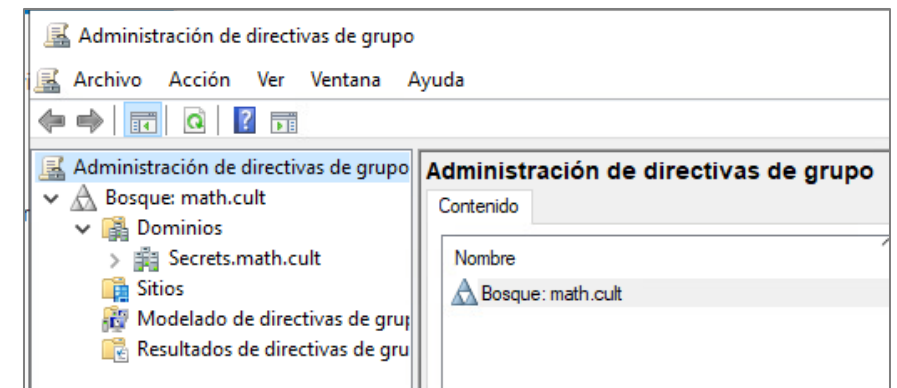 Administración de directivas de grupo
Archivo Acción Ver Ventana Ayuda
Administración de directivas de grupo
Bosque: math.cult
Dominios
Secrets.math.cult
Sitios
Modelado de directivas de grup
Resultados de directivas de gru
Administración de directivas de grupo
Contenido
Nombre
Bosque: math.cult